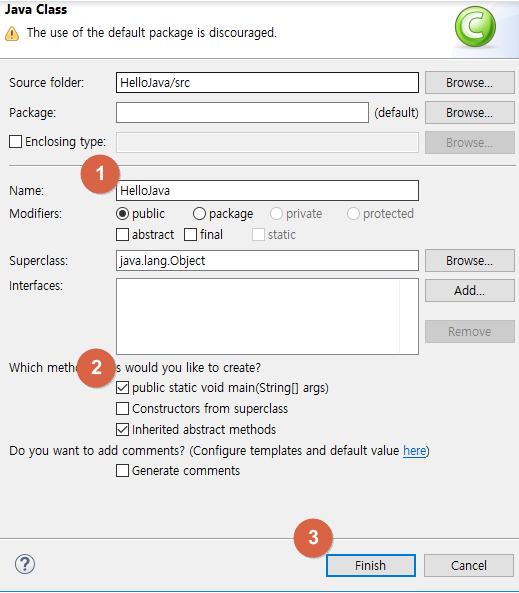 Java Class
The use of the default package is discouraged.
Source folder: HelloJava/src Browse...
Package: (default) Browse...
Enclosing type: Browse...
1
Name: HelloJava
Modifiers: public package private protected
abstract final static
Superclass: java.lang.Object Browse...
Interfaces: Add...
Remove
2
Which method s would you like to create?
public static void main(String[] args)
Constructors from superclass
Inherited abstract methods
Do you want to add comments? (Configure templates and default value here)
Generate comments
3
? Finish Cancel